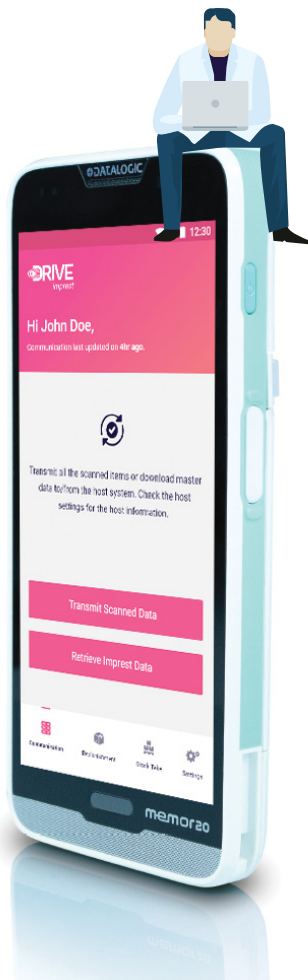 DATALOGIC
12:30
DRIVE
Imprest
Hi John Doe,
Communication last updated on 4hr ago.
Transmit all the scanned items or download master
data to/from the host system. Check the host
settings for the host information.
Transmit Scanned Data
Retrieve Imprest Data
Communication
Replenishment
Stock Take
Settings
memor20